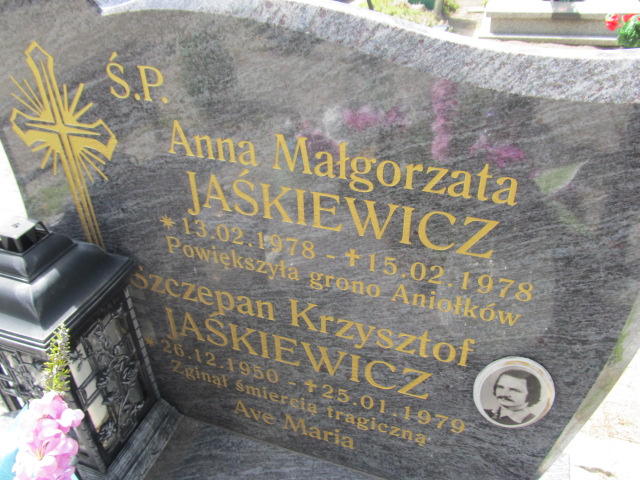 Ś.P.
Anna Małgorzata
JAŚKIEWICZ
*13.02.1978 - ✝15.02.1978
Powiększyła grono Aniołków
Szczepan Krzysztof
JAŚKIEWICZ
*26.12.1950 - ✝25.01.1979
Zginął śmiercią tragiczną
Ave Maria